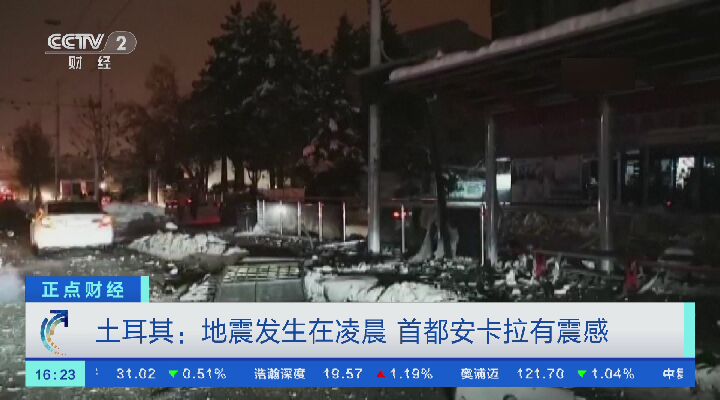 CCTV 2
财经
正点财经
土耳其：地震发生在凌晨 首都安卡拉有震感
16:23 31.02 ▼ 0.51% 浩瀚深度 19.57 ▲ 1.19% 奥浦迈 121.70 ▼ 1.04%